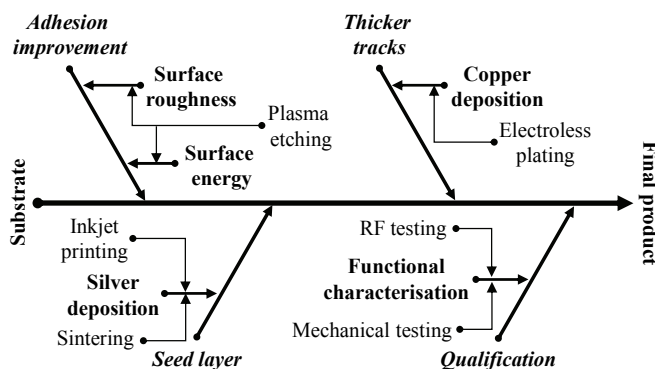 Adhesion
improvement
Surface
roughness
Plasma
etching
Surface
energy
Thicker
tracks
Copper
deposition
Electroless
plating
Substrate
Final product
Inkjet
printing
Silver
deposition
Sintering
Seed layer
RF testing
Functional
characterisation
Mechanical testing
Qualification